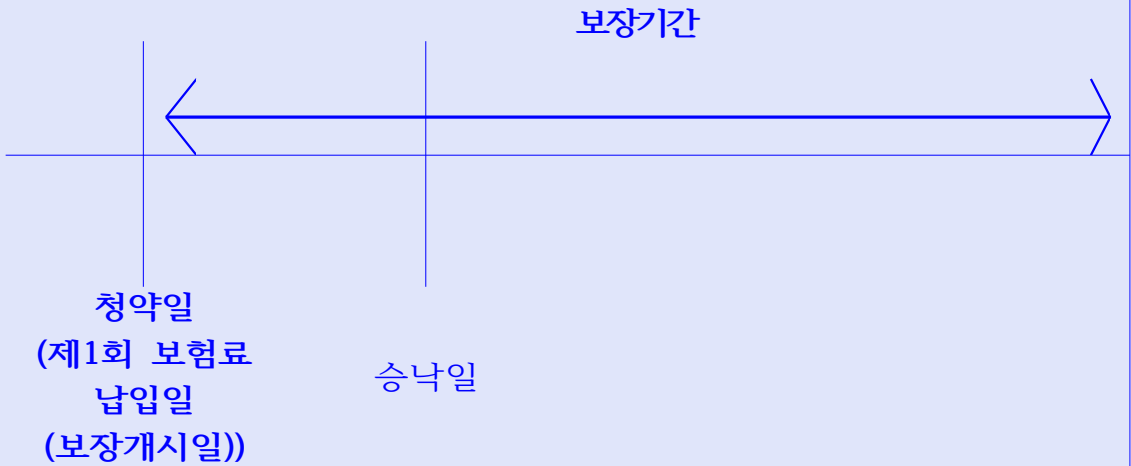 보장기간
청약일
(제1회 보험료
납입일
(보장개시일))
승낙일